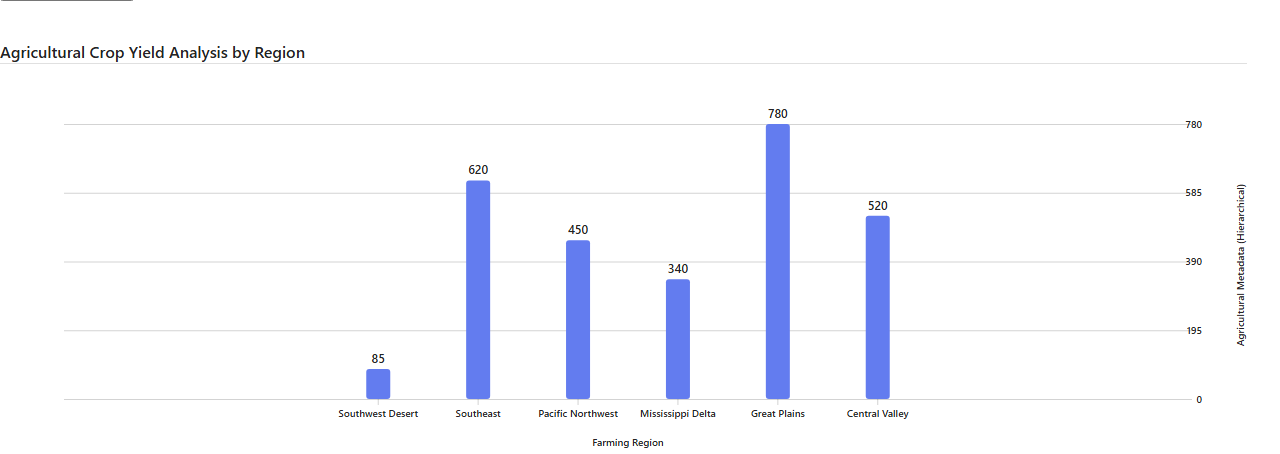 Agricultural Crop Yield Analysis by Region
780
620
450
340
85
520
780
585
390
195
0
Agricultural Metadata (Hierarchical)
Southwest Desert
Southeast
Pacific Northwest
Mississippi Delta
Great Plains
Central Valley
Farming Region